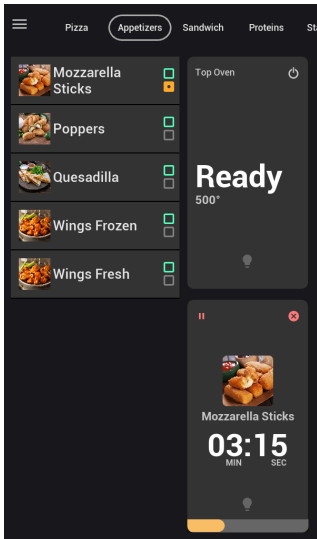 Pizza
Appetizers
Sandwich
Proteins
Mozzarella
Sticks
Poppers
Quesadilla
Wings Frozen
Wings Fresh
Top Oven
Ready
500°
Mozzarella Sticks
03:15
MIN
SEC